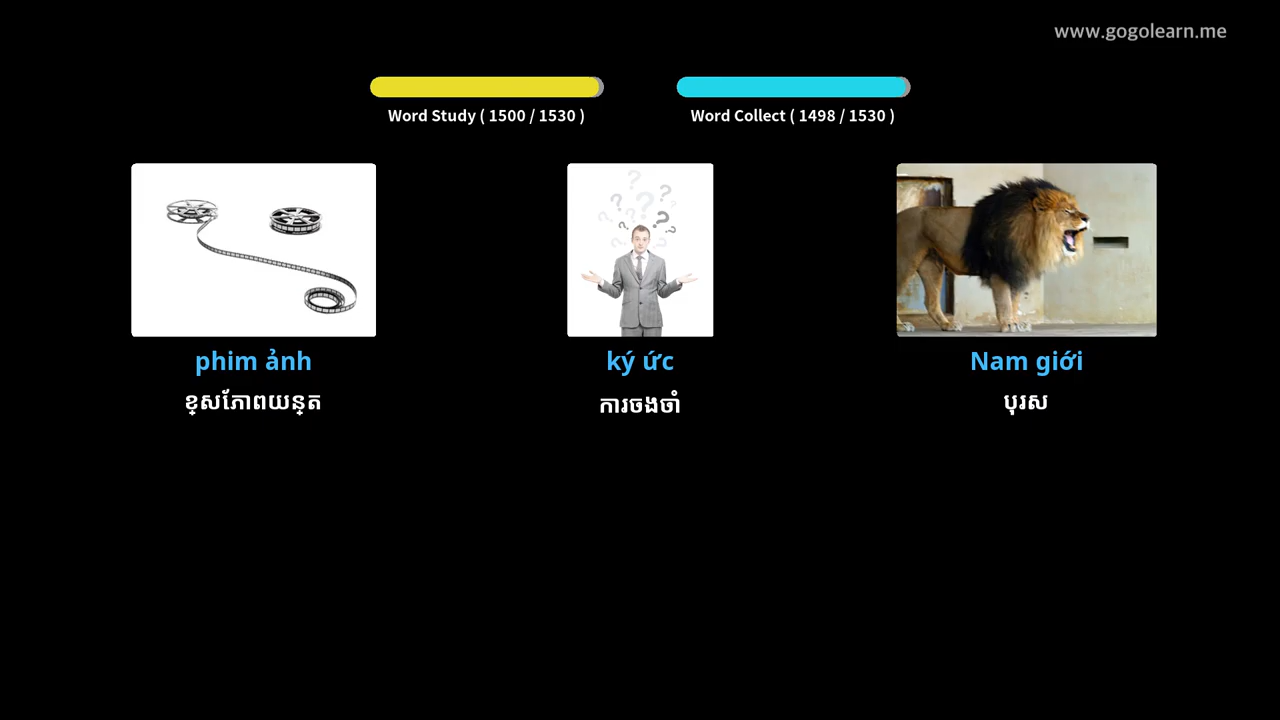 www.gogolearn.me
Word Study ( 1500 / 1530 )
Word Collect ( 1498 / 1530 )
phim ảnh
ký ức
Nam giới
ខ្សែភាពយន្ត
ការចងចាំ
បុរស